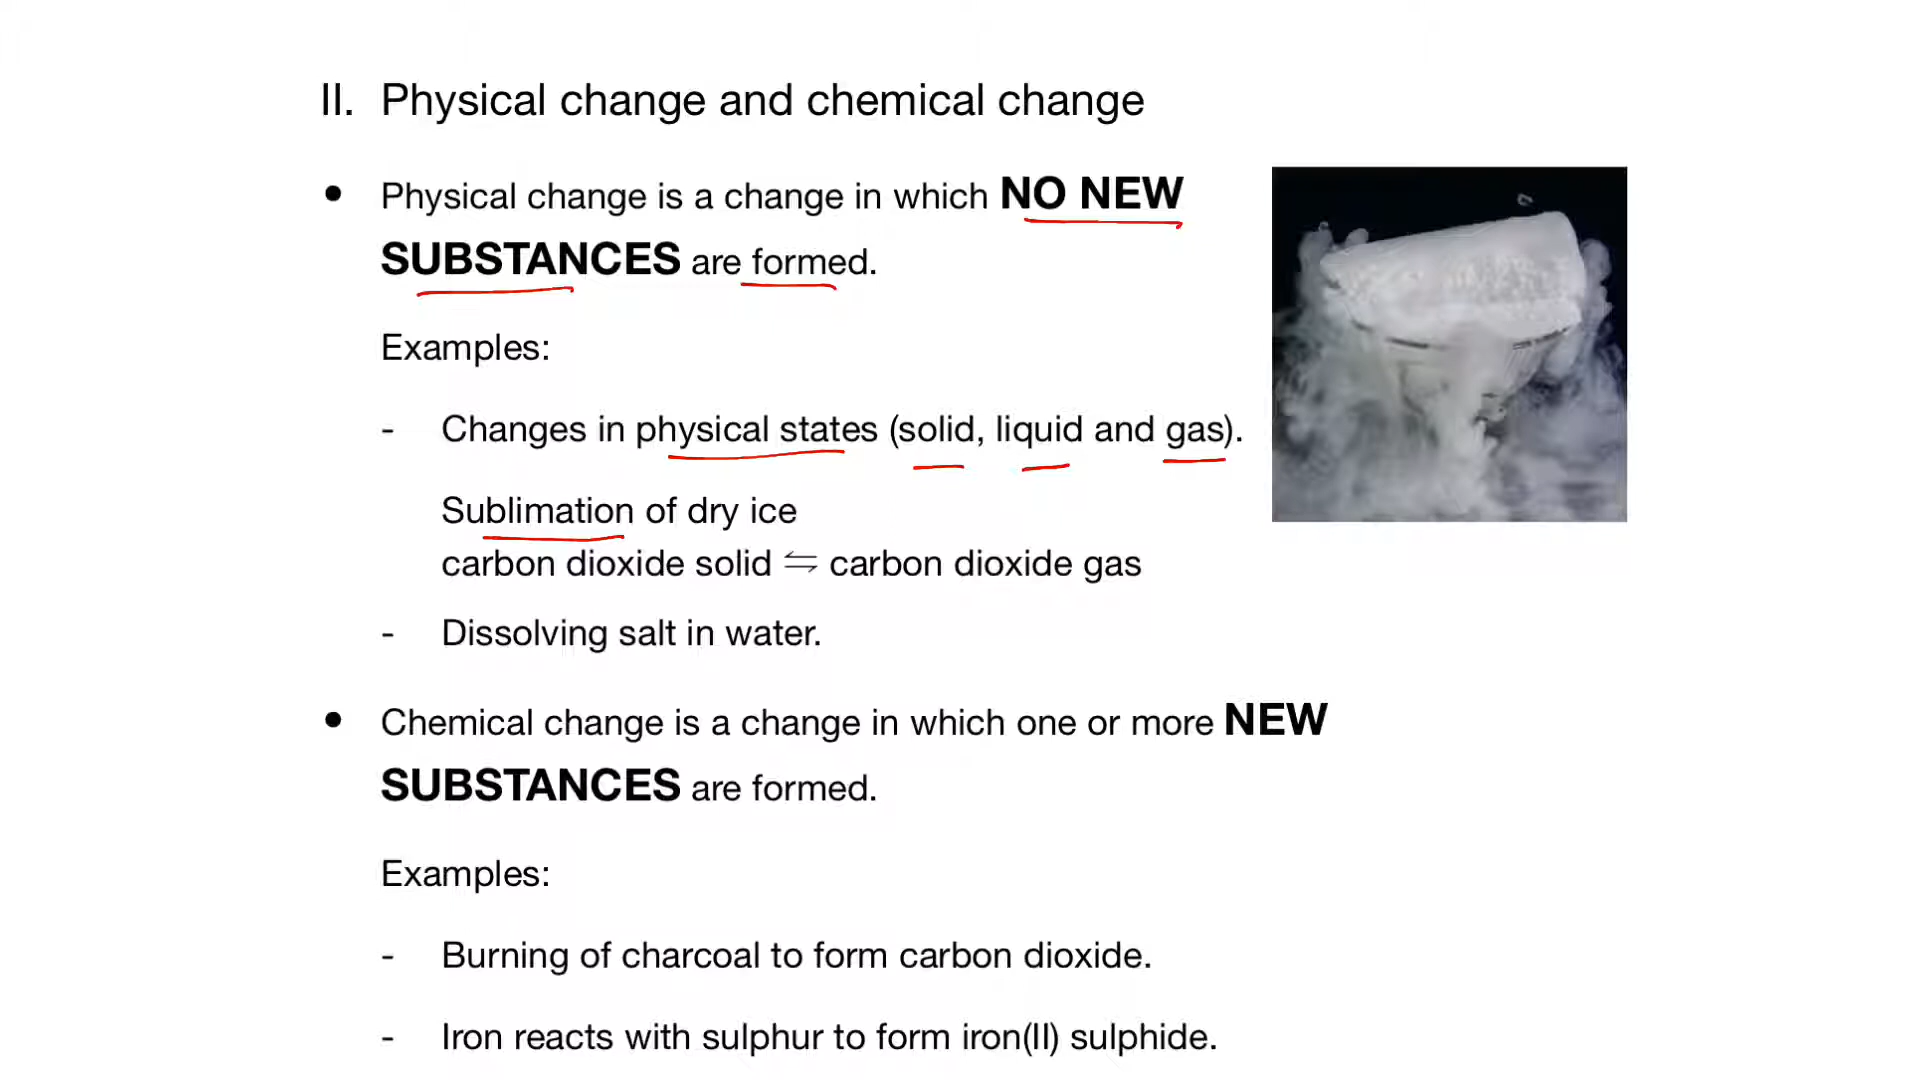 II. Physical change and chemical change
• Physical change is a change in which NO NEW
SUBSTANCES are formed.
Examples:
- Changes in physical states (solid, liquid and gas).
Sublimation of dry ice
carbon dioxide solid ⇋ carbon dioxide gas
- Dissolving salt in water.
• Chemical change is a change in which one or more NEW
SUBSTANCES are formed.
Examples:
- Burning of charcoal to form carbon dioxide.
- Iron reacts with sulphur to form iron(II) sulphide.